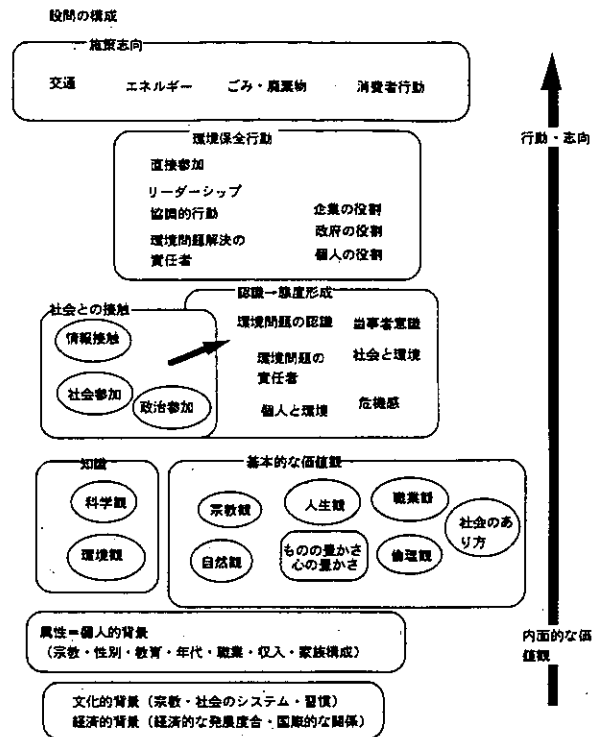 設問の構成
施策志向
交通 エネルギー ごみ・廃棄物 消費者行動
行動・志向
環境保全行動
直接参加
リーダーシップ
協調的行動
環境問題解決の
責任者
企業の役割
政府の役割
個人の役割
社会との接触
情報接触
社会参加
政治参加
認識→態度形成
環境問題の認識
当事者意識
環境問題の
責任者
社会と環境
個人と環境
危機感
知識
科学観
環境観
基本的な価値観
宗教観
人生観
職業観
社会のあ
り方
自然観
ものの豊かさ
心の豊かさ
倫理観
内面的な価
値観
属性=個人的背景
(宗教・性別・教育・年代・職業・収入・家族構成)
文化的背景(宗教・社会のシステム・習慣)
経済的背景(経済的な発展度合・国際的な関係)